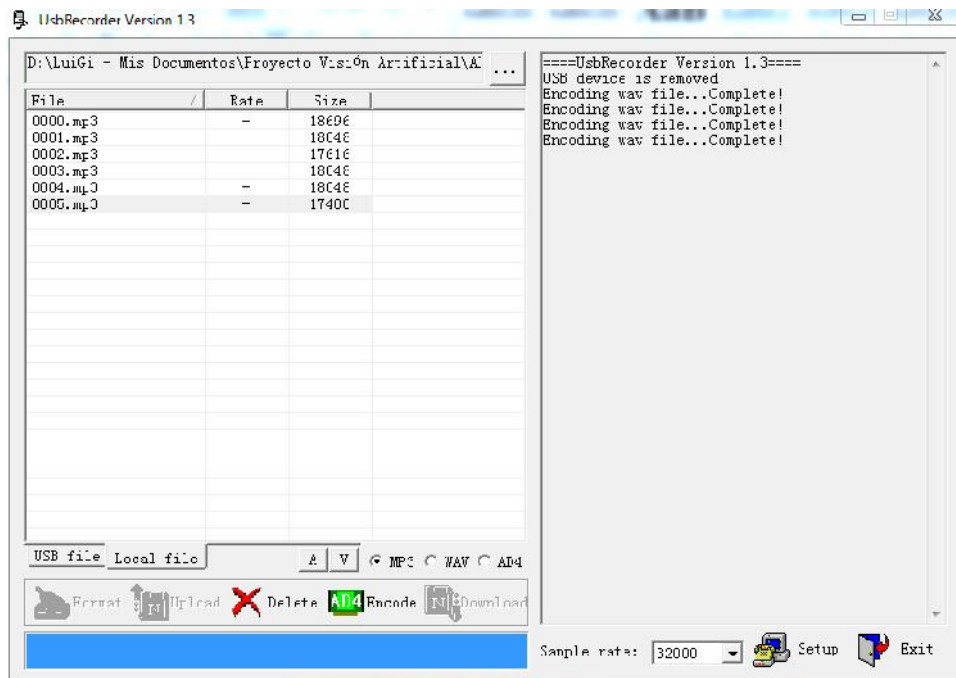 UsbRecorder Version 1.3
D:\LuiGi - Mis Documentos\Proyecto Visión Artificial\A
...
File / Rate Size
0000.mp3 - 18696
0001.mp3 18048
0002.mp3 17616
0003.mp3 18048
0004.mp3 - 18048
0005.mp3 - 17400
USB file Local file A V MP3 WAV AD4
Format Upload Delete AD4 Encode Download
====UsbRecorder Version 1.3====
USB device is removed
Encoding wav file...Complete!
Encoding wav file...Complete!
Encoding wav file...Complete!
Encoding wav file...Complete!
Sample rate: 32000 Setup Exit